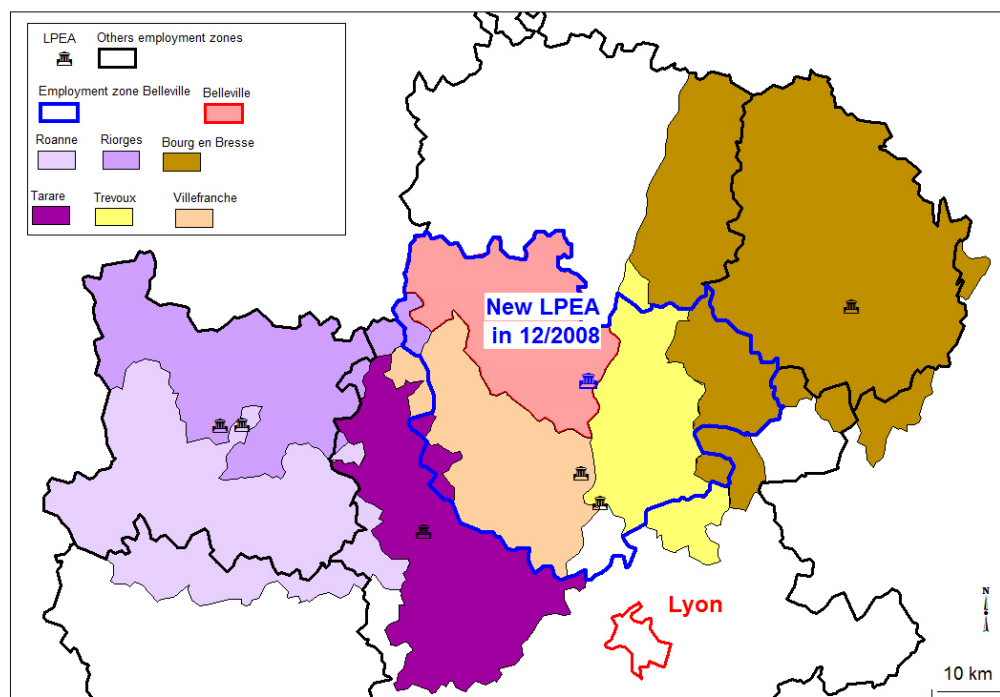 LPEA Others employment zones
Employment zone Belleville Belleville
Roanne Riorges Bourg en Bresse
Tarare Trevoux Villefranche
New LPEA
in 12/2008
Lyon
N
10 km